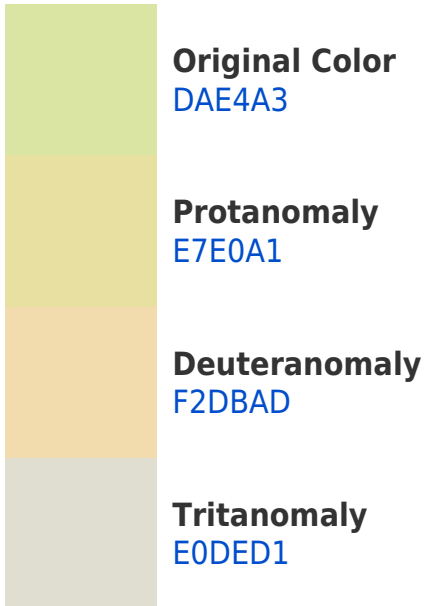 Original Color
DAE4A3
Protanomaly
E7E0A1
Deuteranomaly
F2DBAD
Tritanomaly
E0DED1